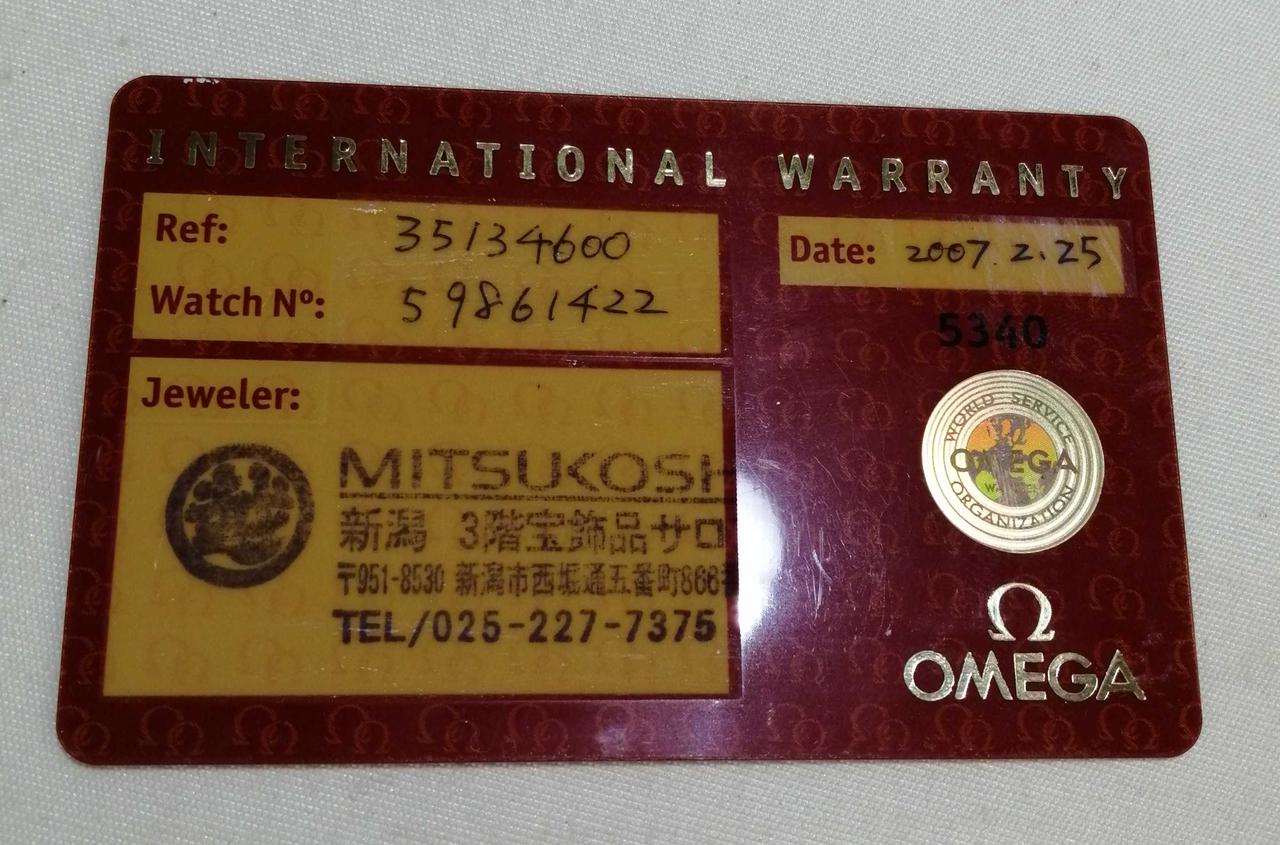 INTERNATIONAL WARRANTY
Ref: 35134600
Watch Nº: 59861422
Date: 2007.2.25
5340
Jeweler:
MITSUKOSH
新潟 3階宝飾品サロ
〒951-8530 新潟市西堀通五番町866
TEL/025-227-7375
WORLD SERVICE
OMEGA
ORGANIZATION
Ω
OMEGA